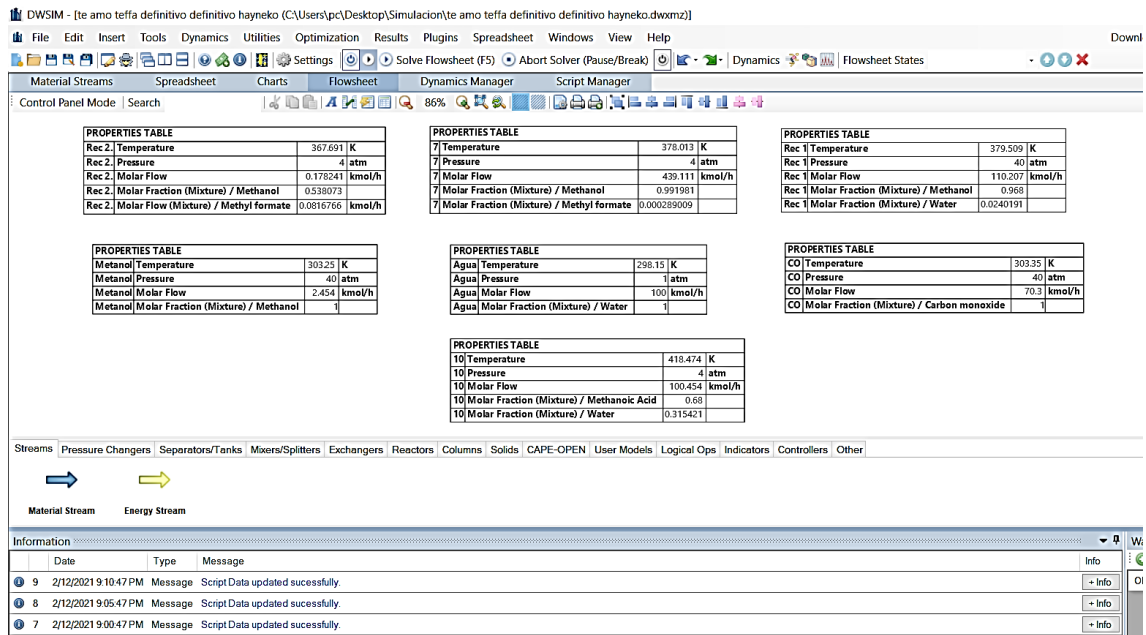 DWSIM - [te amo teffa definitivo definitivo hayneko (C:\Users\pc\Desktop\Simulacion\te amo teffa definitivo definitivo hayneko.dwxmz)]
File Edit Insert Tools Dynamics Utilities Optimization Results Plugins Spreadsheet Windows View Help Downl
Settings Solve Flowsheet (F5) Abort Solver (Pause/Break) Dynamics Flowsheet States
Material Streams Spreadsheet Charts Flowsheet Dynamics Manager Script Manager
Control Panel Mode Search 86%
PROPERTIES TABLE
Rec 2. Temperature 367.691 K
Rec 2. Pressure 4 atm
Rec 2. Molar Flow 0.178241 kmol/h
Rec 2. Molar Fraction (Mixture) / Methanol 0.538073
Rec 2. Molar Flow (Mixture) / Methyl formate 0.0816766 kmol/h
PROPERTIES TABLE
7 Temperature 378.013 K
7 Pressure 4 atm
7 Molar Flow 439.111 kmol/h
7 Molar Fraction (Mixture) / Methanol 0.991981
7 Molar Fraction (Mixture) / Methyl formate 0.000289009
PROPERTIES TABLE
Rec 1 Temperature 379.509 K
Rec 1 Pressure 40 atm
Rec 1 Molar Flow 110.207 kmol/h
Rec 1 Molar Fraction (Mixture) / Methanol 0.968
Rec 1 Molar Fraction (Mixture) / Water 0.0240191
PROPERTIES TABLE
Metanol Temperature 303.25 K
Metanol Pressure 40 atm
Metanol Molar Flow 2.454 kmol/h
Metanol Molar Fraction (Mixture) / Methanol 1
PROPERTIES TABLE
Agua Temperature 298.15 K
Agua Pressure 1 atm
Agua Molar Flow 100 kmol/h
Agua Molar Fraction (Mixture) / Water 1
PROPERTIES TABLE
CO Temperature 303.35 K
CO Pressure 40 atm
CO Molar Flow 70.3 kmol/h
CO Molar Fraction (Mixture) / Carbon monoxide 1
PROPERTIES TABLE
10 Temperature 418.474 K
10 Pressure 4 atm
10 Molar Flow 100.454 kmol/h
10 Molar Fraction (Mixture) / Methanoic Acid 0.68
10 Molar Fraction (Mixture) / Water 0.315421
Streams Pressure Changers Separators/Tanks Mixers/Splitters Exchangers Reactors Columns Solids CAPE-OPEN User Models Logical Ops Indicators Controllers Other
Material Stream Energy Stream
Information Wa
Date Type Message Info
9 2/12/2021 9:10:47 PM Message Script Data updated sucessfully. + Info
8 2/12/2021 9:05:47 PM Message Script Data updated sucessfully. + Info
7 2/12/2021 9:00:47 PM Message Script Data updated sucessfully. + Info